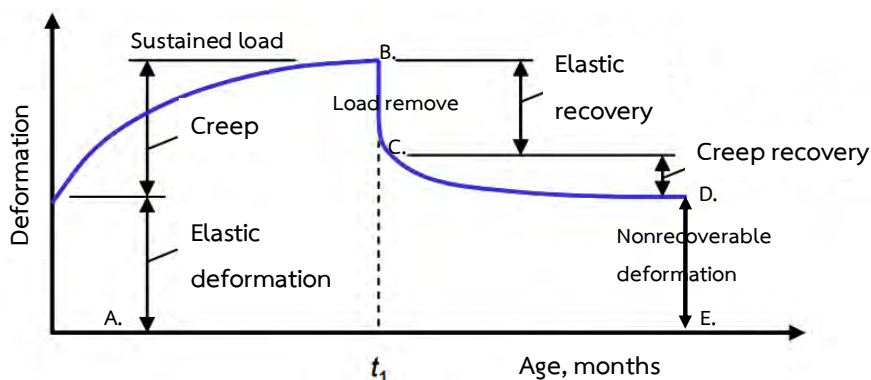 Sustained load
B.
Elastic
recovery
Load remove
Creep
C.
Creep recovery
Deformation
D.
Elastic
deformation
Nonrecoverable
deformation
A.
E.
t1
Age, months